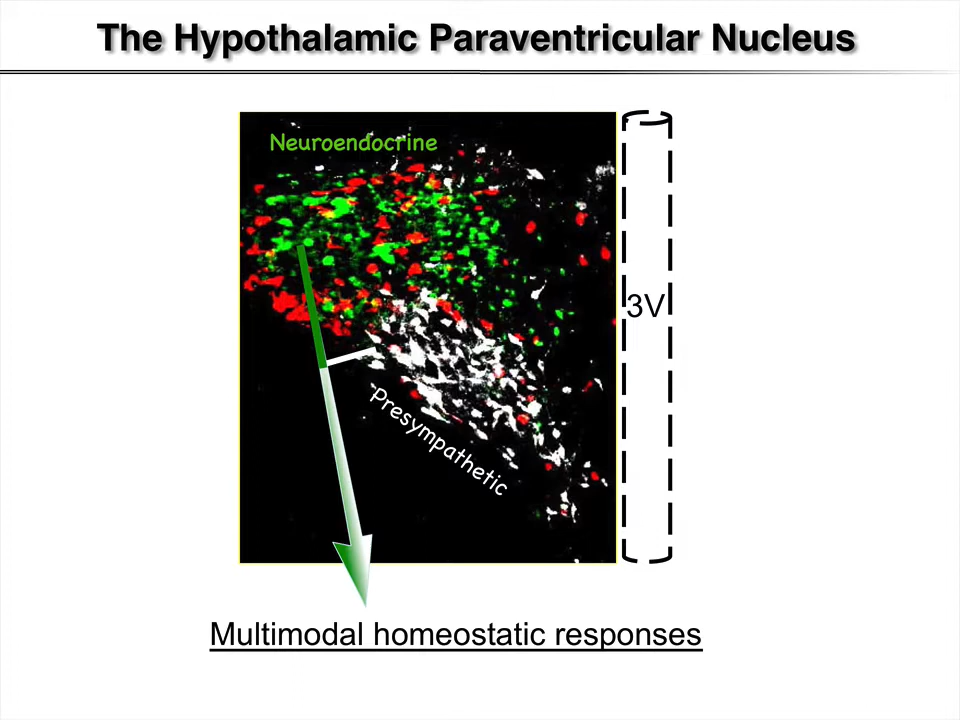 The Hypothalamic Paraventricular Nucleus
Neuroendocrine
3V
Presympathetic
Multimodal homeostatic responses